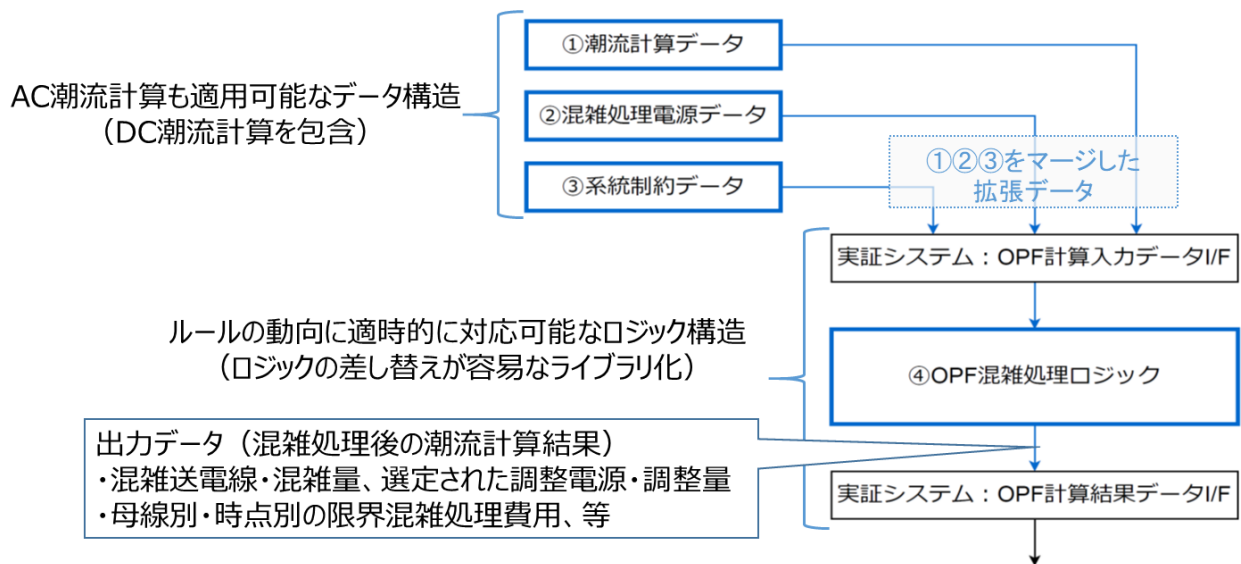 ①潮流計算データ
AC潮流計算も適用可能なデータ構造
（DC潮流計算を包含）
②混雑処理電源データ
③系統制約データ
①②③をマージした
拡張データ
実証システム：OPF計算入力データI/F
ルールの動向に適時的に対応可能なロジック構造
（ロジックの差し替えが容易なライブラリ化）
④OPF混雑処理ロジック
出力データ（混雑処理後の潮流計算結果）
・混雑送電線・混雑量、選定された調整電源・調整量
・母線別・時点別の限界混雑処理費用、等
実証システム：OPF計算結果データI/F